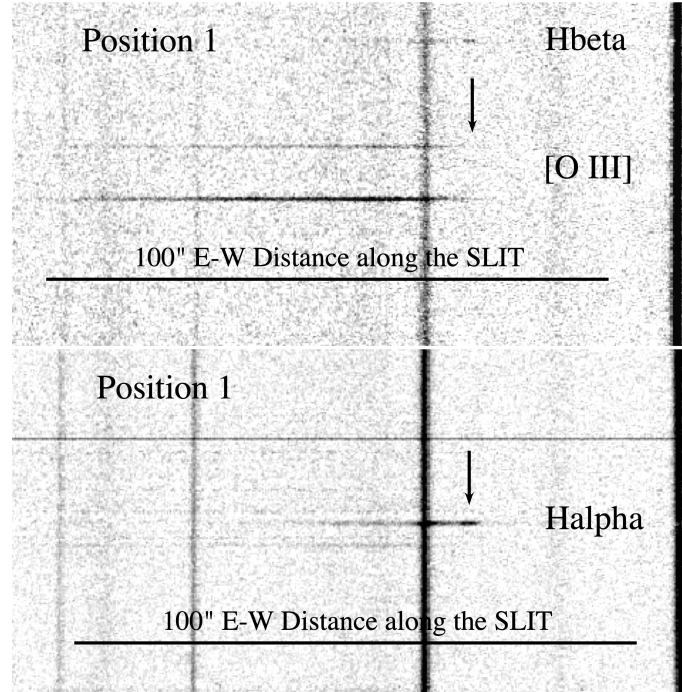 Position 1
Hbeta
[O III]
100" E-W Distance along the SLIT
Position 1
Halpha
100" E-W Distance along the SLIT